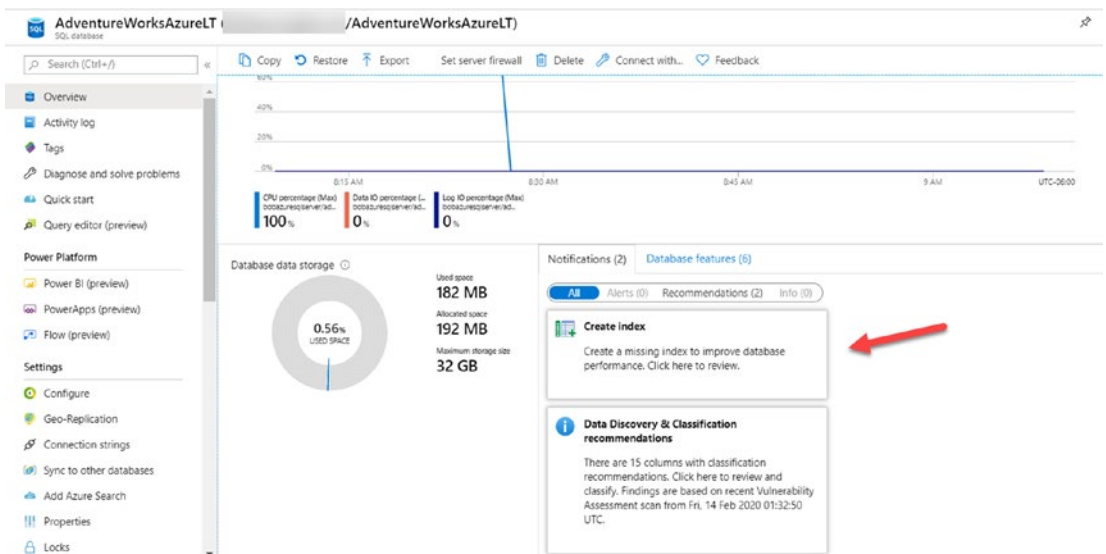 AdventureWorksAzureLT ( /AdventureWorksAzureLT)
SQL database
Search (Ctrl+/)
«
Copy Restore Export Set server firewall Delete Connect with... Feedback
Overview
Activity log
Tags
Diagnose and solve problems
Quick start
Query editor (preview)
Power Platform
Power BI (preview)
PowerApps (preview)
Flow (preview)
Settings
Configure
Geo-Replication
Connection strings
Sync to other databases
Add Azure Search
Properties
Locks
60%
40%
20%
0%
8:15 AM 8:30 AM 8:45 AM 9 AM UTC-06:00
CPU percentage (Max)
bobazuresqlserver/ad...
100 %
Data IO percentage (...
bobazuresqlserver/ad...
0 %
Log IO percentage (Max)
bobazuresqlserver/ad...
0 %
Database data storage
0.56%
USED SPACE
Used space
182 MB
Allocated space
192 MB
Maximum storage size
32 GB
Notifications (2) Database features (6)
All Alerts (0) Recommendations (2) Info (0)
Create index
Create a missing index to improve database
performance. Click here to review.
Data Discovery & Classification
recommendations
There are 15 columns with classification
recommendations. Click here to review and
classify. Findings are based on recent Vulnerability
Assessment scan from Fri, 14 Feb 2020 01:32:50
UTC.